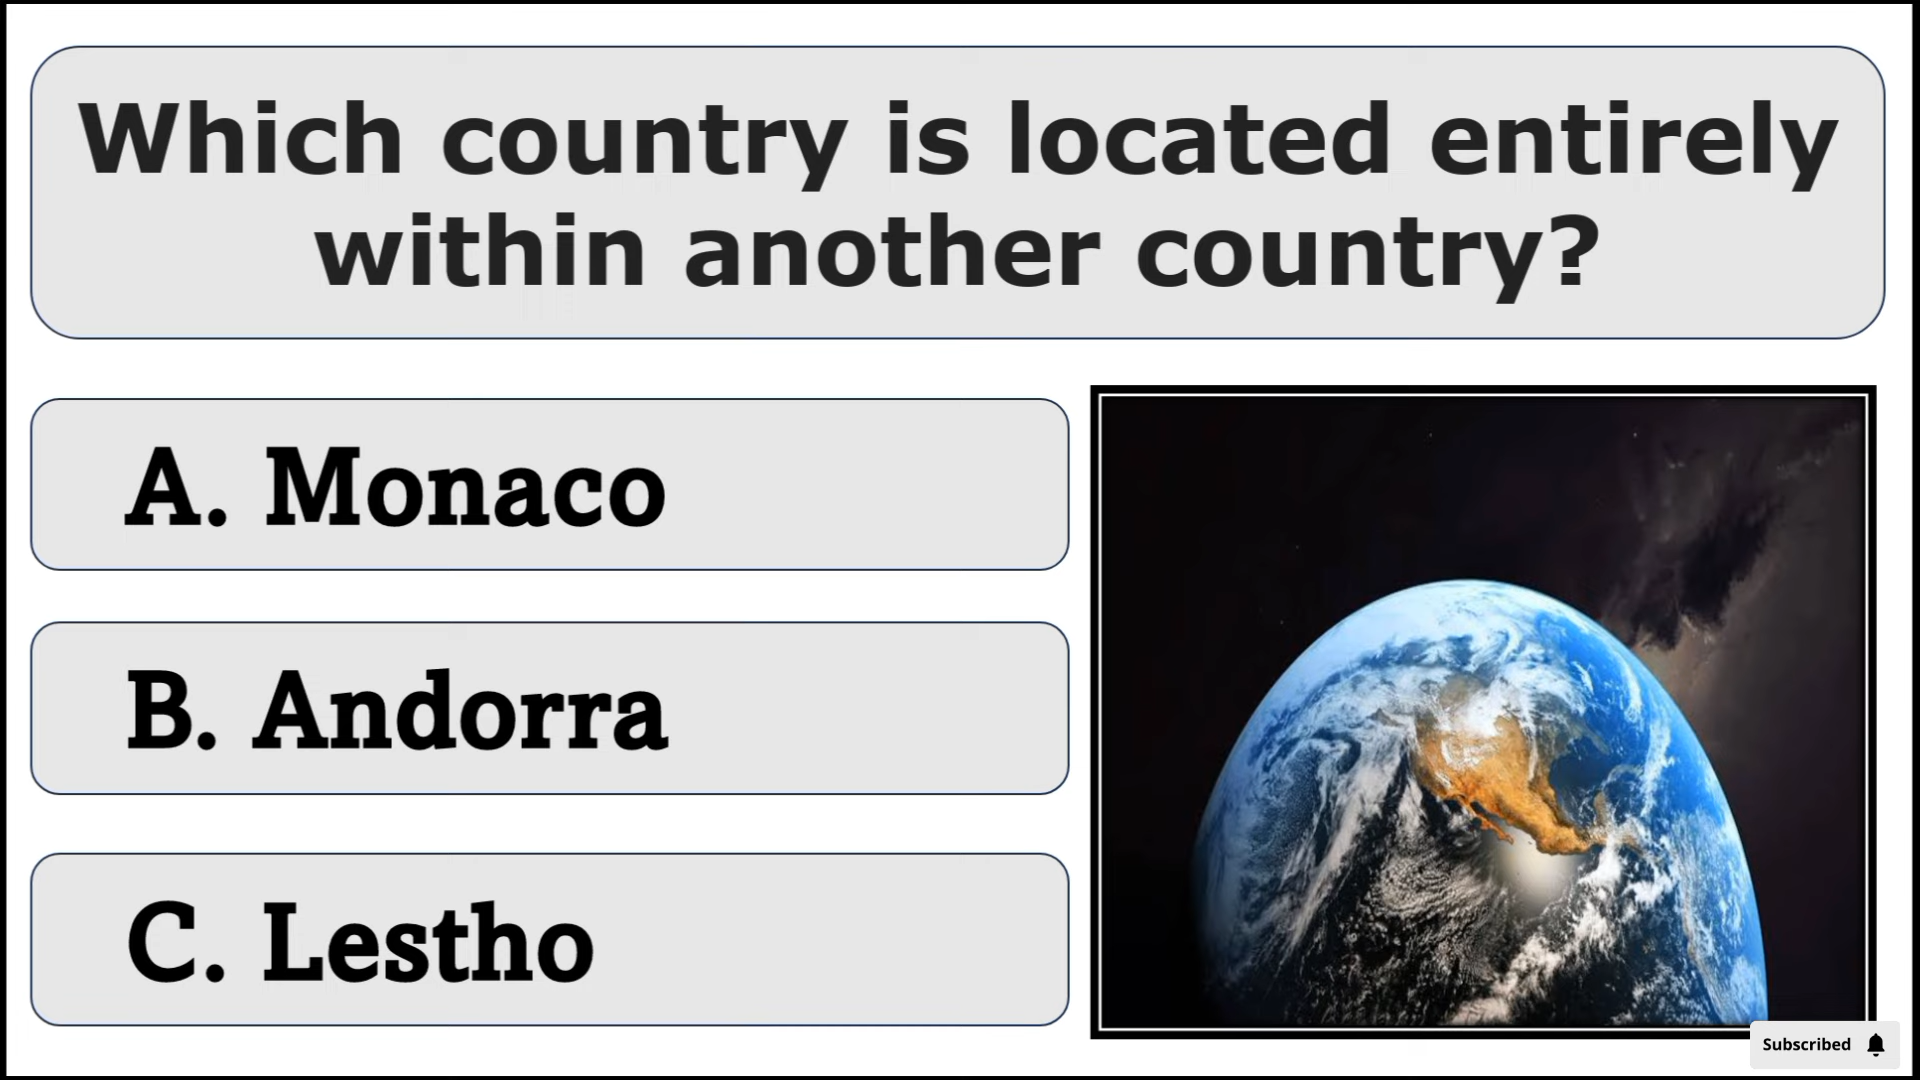 Which country is located entirely
within another country?
A. Monaco
B. Andorra
C. Lestho
Subscribed